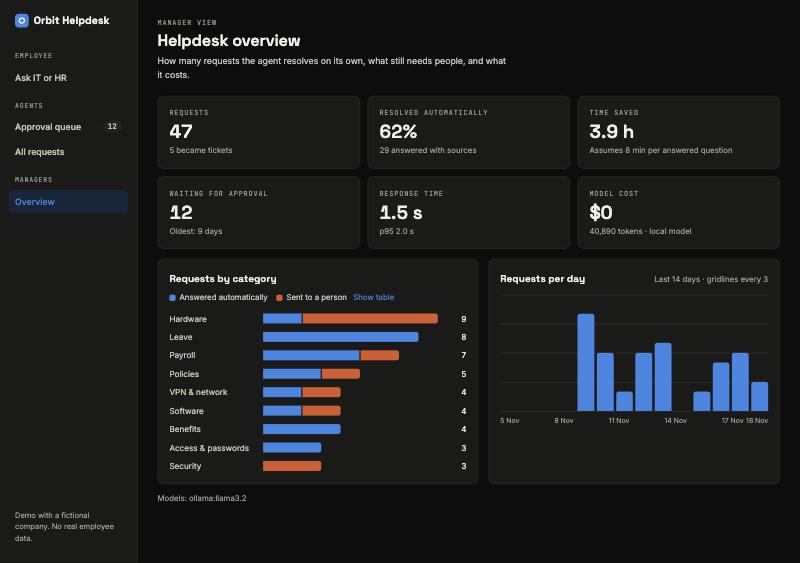 Orbit Helpdesk
EMPLOYEE
Ask IT or HR
AGENTS
Approval queue 12
All requests
MANAGERS
Overview
Demo with a fictional
company. No real employee
data.
MANAGER VIEW
Helpdesk overview
How many requests the agent resolves on its own, what still needs people, and what
it costs.
REQUESTS
47
5 became tickets
RESOLVED AUTOMATICALLY
62%
29 answered with sources
TIME SAVED
3.9 h
Assumes 8 min per answered question
WAITING FOR APPROVAL
12
Oldest: 9 days
RESPONSE TIME
1.5 s
p95 2.0 s
MODEL COST
$0
40,890 tokens · local model
Requests by category
Answered automatically Sent to a person Show table
Hardware 9
Leave 8
Payroll 7
Policies 5
VPN & network 4
Software 4
Benefits 4
Access & passwords 3
Security 3
Requests per day Last 14 days · gridlines every 3
5 Nov 8 Nov 11 Nov 14 Nov 17 Nov 18 Nov
Models: ollama:llama3.2